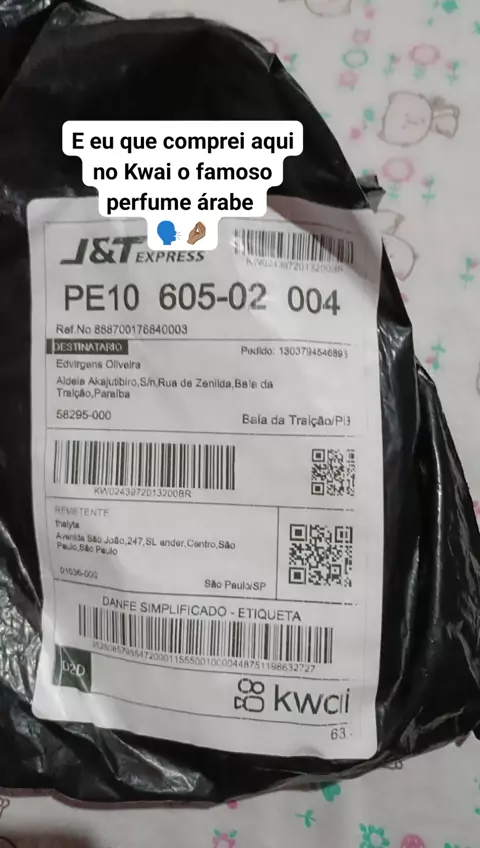 E eu que comprei aqui
no Kwai o famoso
perfume árabe
🗣️🤌🏾
J&T EXPRESS
KW0243972013200BR
PE10 605-02 004
Ref.No 888700176840003
DESTINATARIO
Pedido: 1303794546891
Edvirgens Oliveira
Aldeia Akajutibiro,S/n,Rua de Zenilda,Baia da
Traição,Paraíba
58295-000
Baía da Traição/PB
KW0243972013200BR
REMETENTE
thalyta
Avenida São João,247,SL ander,Centro,São
Paulo,São Paulo
01036-000
São Paulo/SP
DANFE SIMPLIFICADO - ETIQUETA
D2D
kwai
63.